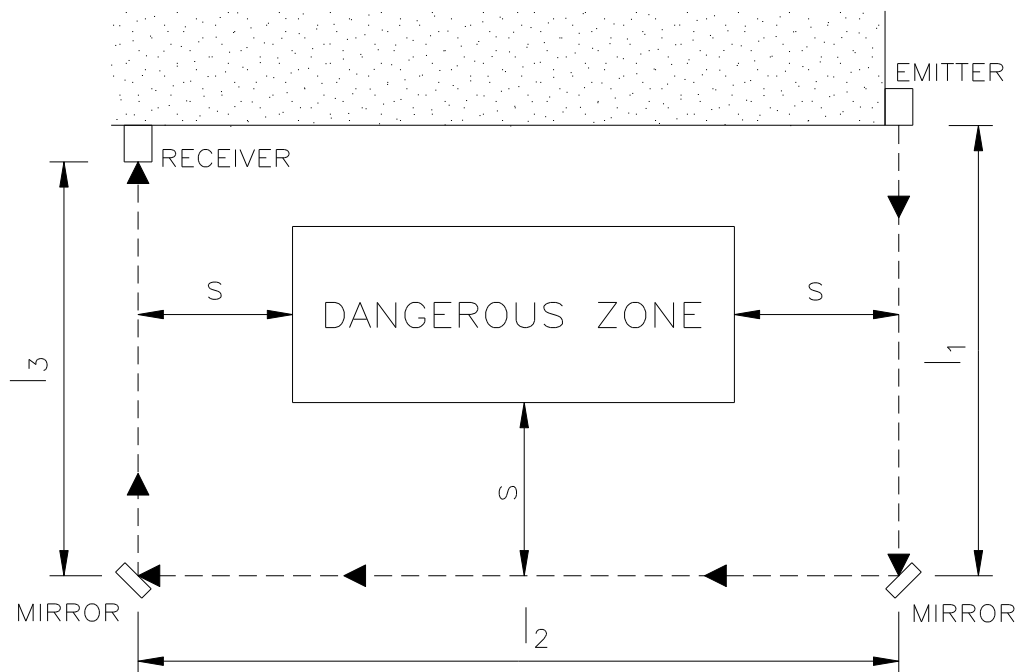 EMITTER
RECEIVER
S
S
DANGEROUS ZONE
l3
l1
S
MIRROR
MIRROR
l2